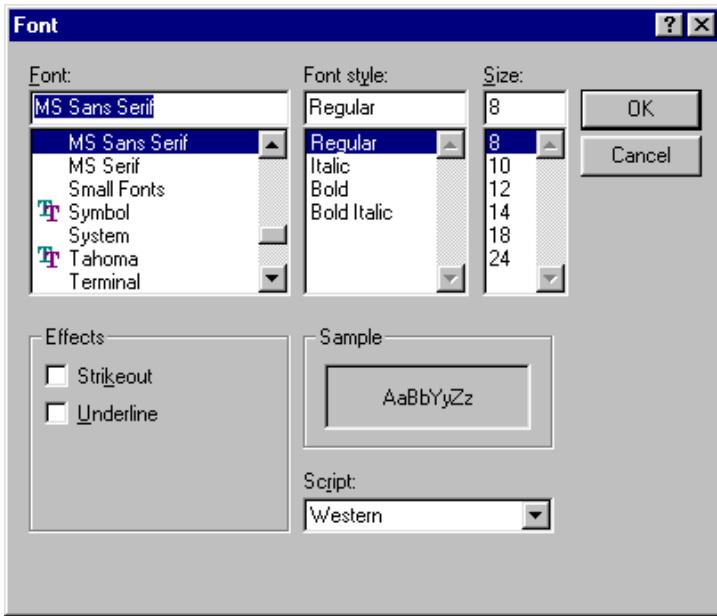 Font
Font:
MS Sans Serif
MS Sans Serif
MS Serif
Small Fonts
Symbol
System
Tahoma
Terminal
Font style:
Regular
Regular
Italic
Bold
Bold Italic
Size:
8
8
10
12
14
18
24
OK
Cancel
Effects
Strikeout
Underline
Sample
AaBbYyZz
Script:
Western